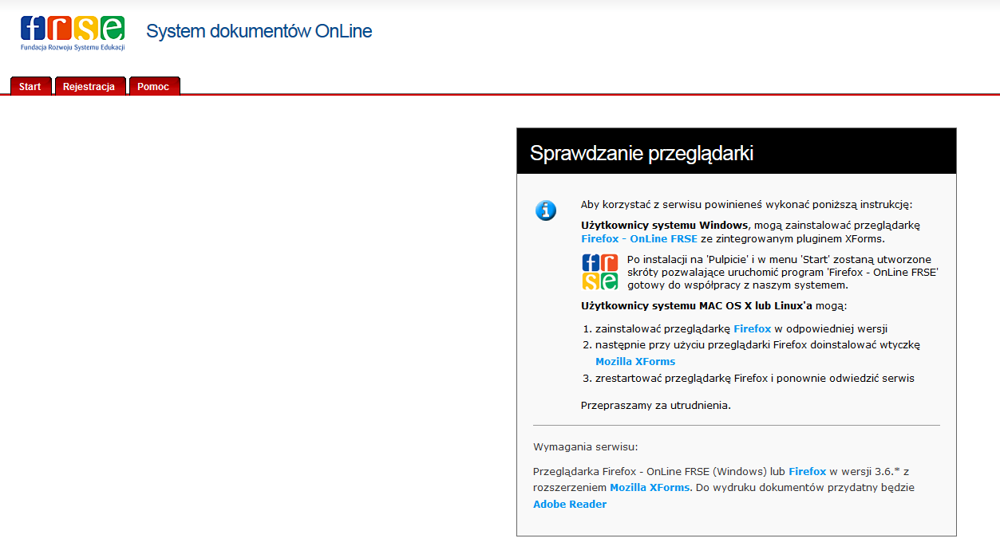 frse
Fundacja Rozwoju Systemu Edukacji
System dokumentów OnLine
Start
Rejestracja
Pomoc
Sprawdzanie przeglądarki
Aby korzystać z serwisu powinieneś wykonać poniższą instrukcję:
Użytkownicy systemu Windows, mogą zainstalować przeglądarkę
Firefox - OnLine FRSE ze zintegrowanym pluginem XForms.
fr
se
Po instalacji na 'Pulpicie' i w menu 'Start' zostaną utworzone
skróty pozwalające uruchomić program 'Firefox - OnLine FRSE'
gotowy do współpracy z naszym systemem.
Użytkownicy systemu MAC OS X lub Linux'a mogą:
1. zainstalować przeglądarkę Firefox w odpowiedniej wersji
2. następnie przy użyciu przeglądarki Firefox doinstalować wtyczkę
Mozilla XForms
3. zrestartować przeglądarkę Firefox i ponownie odwiedzić serwis
Przepraszamy za utrudnienia.
Wymagania serwisu:
Przeglądarka Firefox - OnLine FRSE (Windows) lub Firefox w wersji 3.6.* z
rozszerzeniem Mozilla XForms. Do wydruku dokumentów przydatny będzie
Adobe Reader